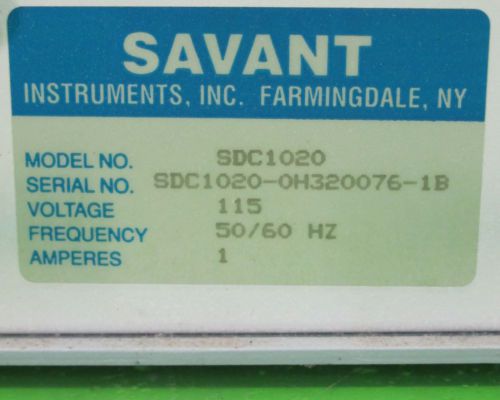 SAVANT
INSTRUMENTS, INC. FARMINGDALE, NY
MODEL NO. SDC1020
SERIAL NO. SDC1020-0H320076-1B
VOLTAGE 115
FREQUENCY 50/60 HZ
AMPERES 1